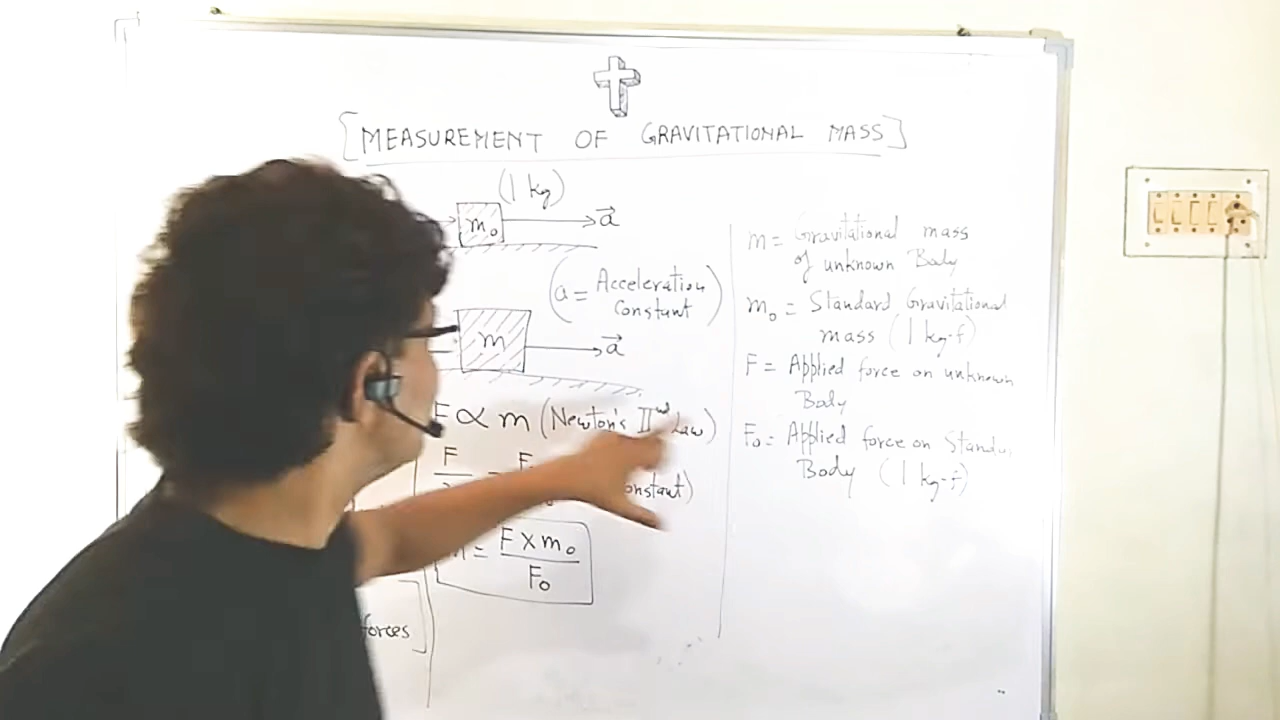 [MEASUREMENT OF GRAVITATIONAL MASS]
(1 kg)
m₀ a⃗
(a = Acceleration
Constant)
m a⃗
F ∝ m (Newton's IInd Law)
F F
onstant)
= F × m₀
F₀
forces]
m = Gravitational mass
of unknown Body
m₀ = Standard Gravitational
mass (1 kg-f)
F = Applied force on unknown
Body
F₀ = Applied force on Standa
Body (1 kg-f)